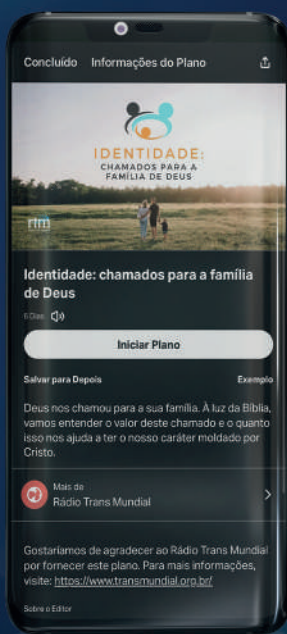 Concluído Informações do Plano
IDENTIDADE:
CHAMADOS PARA A
FAMÍLIA DE DEUS
rtm
Identidade: chamados para a família
de Deus
6 Dias
Iniciar Plano
Salvar para Depois Exemplo
Deus nos chamou para a sua família. À luz da Bíblia,
vamos entender o valor deste chamado e o quanto
isso nos ajuda a ter o nosso caráter moldado por
Cristo.
Mais de
Rádio Trans Mundial
Gostaríamos de agradecer ao Rádio Trans Mundial
por fornecer este plano. Para mais informações,
visite: https://www.transmundial.org.br/
Sobre o Editor